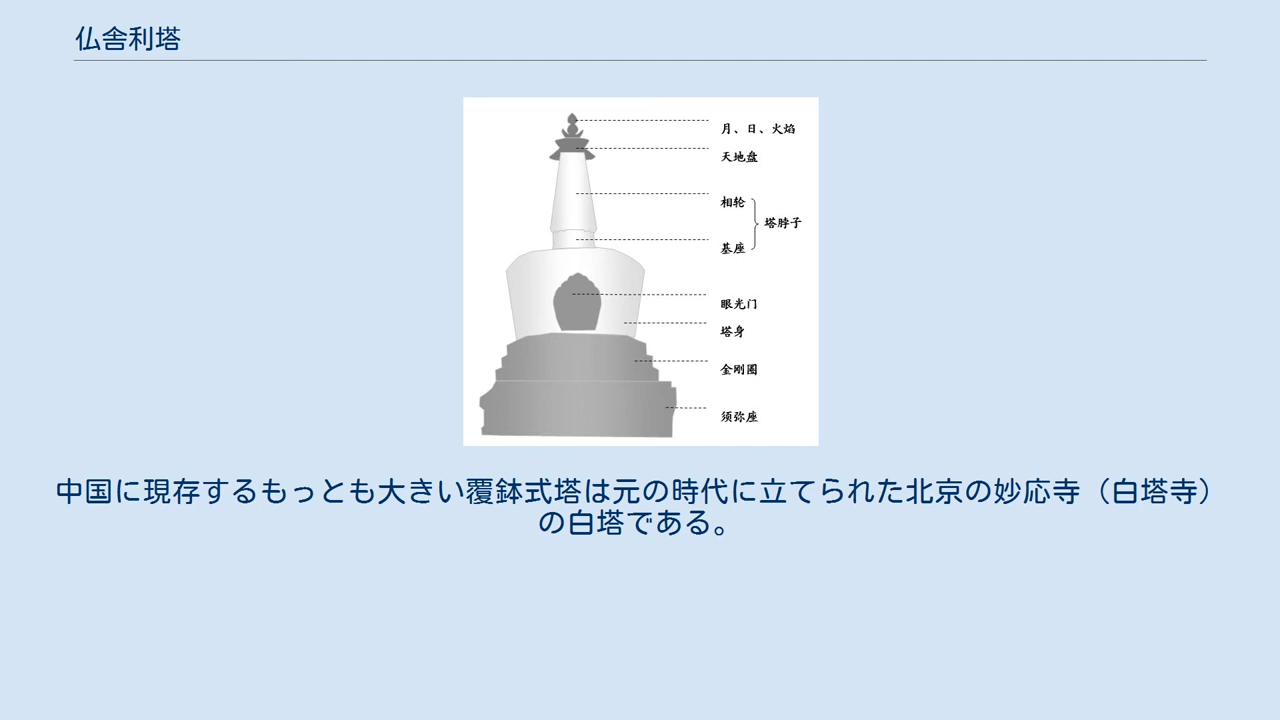 仏舎利塔
月、日、火焰
天地盘
相轮
塔脖子
基座
眼光门
塔身
金刚圈
须弥座
中国に現存するもっとも大きい覆鉢式塔は元の時代に立てられた北京の妙応寺（白塔寺）
の白塔である。